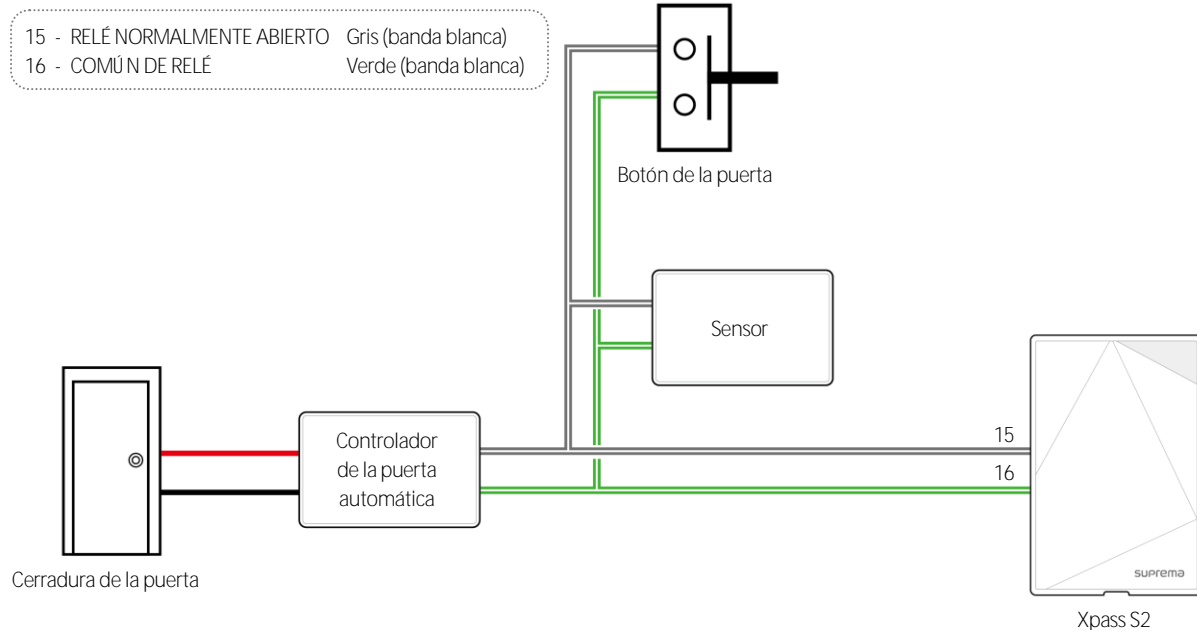 15 - RELÉ NORMALMENTE ABIERTO Gris (banda blanca)
16 - COMÚN DE RELÉ Verde (banda blanca)
Botón de la puerta
Sensor
Controlador
de la puerta
automática
15
16
suprema
Cerradura de la puerta
Xpass S2